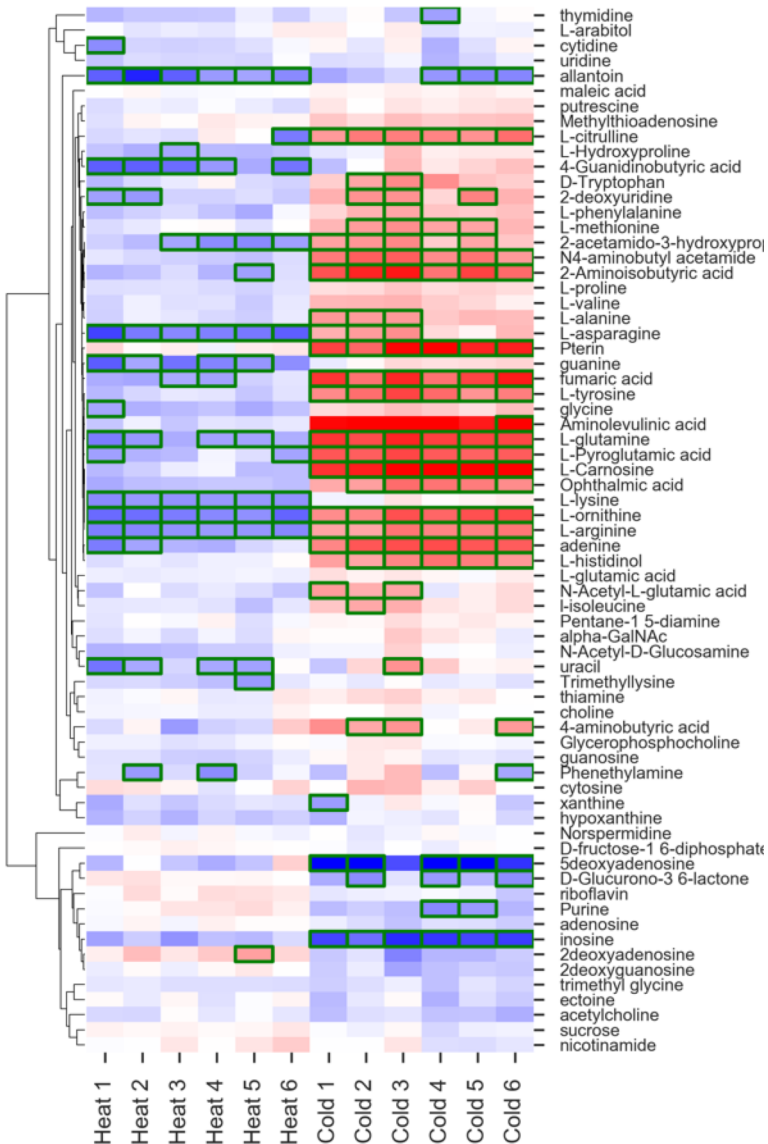 thymidine
L-arabitol
cytidine
uridine
allantoin
maleic acid
putrescine
Methylthioadenosine
L-citrulline
L-Hydroxyproline
4-Guanidinobutyric acid
D-Tryptophan
2-deoxyuridine
L-phenylalanine
L-methionine
2-acetamido-3-hydroxyprop
N4-aminobutyl acetamide
2-Aminoisobutyric acid
L-proline
L-valine
L-alanine
L-asparagine
Pterin
guanine
fumaric acid
L-tyrosine
glycine
Aminolevulinic acid
L-glutamine
L-Pyroglutamic acid
L-Carnosine
Ophthalmic acid
L-lysine
L-ornithine
L-arginine
adenine
L-histidinol
L-glutamic acid
N-Acetyl-L-glutamic acid
l-isoleucine
Pentane-1 5-diamine
alpha-GalNAc
N-Acetyl-D-Glucosamine
uracil
Trimethyllysine
thiamine
choline
4-aminobutyric acid
Glycerophosphocholine
guanosine
Phenethylamine
cytosine
xanthine
hypoxanthine
Norspermidine
D-fructose-1 6-diphosphate
5deoxyadenosine
D-Glucurono-3 6-lactone
riboflavin
Purine
adenosine
inosine
2deoxyadenosine
2deoxyguanosine
trimethyl glycine
ectoine
acetylcholine
sucrose
nicotinamide
Heat 1
Heat 2
Heat 3
Heat 4
Heat 5
Heat 6
Cold 1
Cold 2
Cold 3
Cold 4
Cold 5
Cold 6